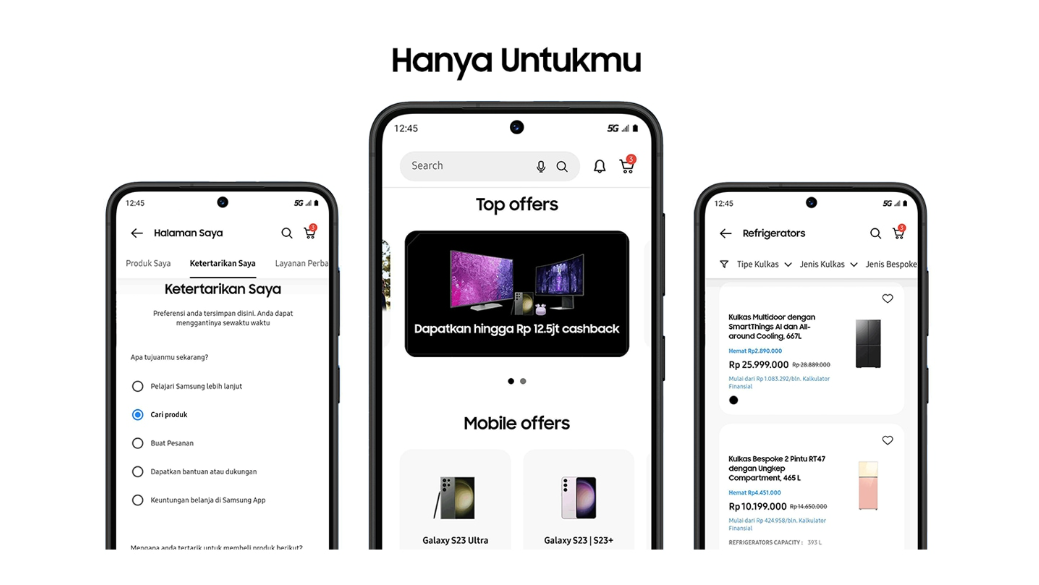 Hanya Untukmu
12:45
5G
Halaman Saya
3
Produk Saya
Ketertarikan Saya
Layanan Perba
Ketertarikan Saya
Preferensi anda tersimpan disini. Anda dapat
menggantinya sewaktu waktu
Apa tujuanmu sekarang?
Pelajari Samsung lebih lanjut
Cari produk
Buat Pesanan
Dapatkan bantuan atau dukungan
Keuntungan belanja di Samsung App
Mengapa anda tertarik untuk membeli produk berikut?
12:45
5G
Search
3
Top offers
Dapatkan hingga Rp 12.5jt cashback
Mobile offers
Galaxy S23 Ultra
Galaxy S23 | S23+
12:45
5G
Refrigerators
3
Tipe Kulkas
Jenis Kulkas
Jenis Bespoke
Kulkas Multidoor dengan
SmartThings AI dan All-
around Cooling, 667L
Hemat Rp2.890.000
Rp 25.999.000 Rp 28.889.000
Mulai dari Rp 1.083.292/bln. Kalkulator
Finansial
Kulkas Bespoke 2 Pintu RT47
dengan Ungkep
Compartment, 465 L
Hemat Rp4.451.000
Rp 10.199.000 Rp 14.650.000
Mulai dari Rp 424.958/bln. Kalkulator
Finansial
REFRIGERATORS CAPACITY : 393 L